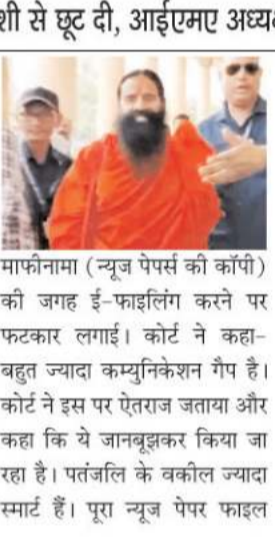 शी से छूट दी, आईएमए अध्यक्ष
माफीनामा (न्यूज पेपर्स की कॉपी)
की जगह ई-फाइलिंग करने पर
फटकार लगाई। कोर्ट ने कहा-
बहुत ज्यादा कम्युनिकेशन गैप है।
कोर्ट ने इस पर ऐतराज जताया और
कहा कि ये जानबूझकर किया जा
रहा है। पतंजलि के वकील ज्यादा
स्मार्ट हैं। पूरा न्यूज पेपर फाइल